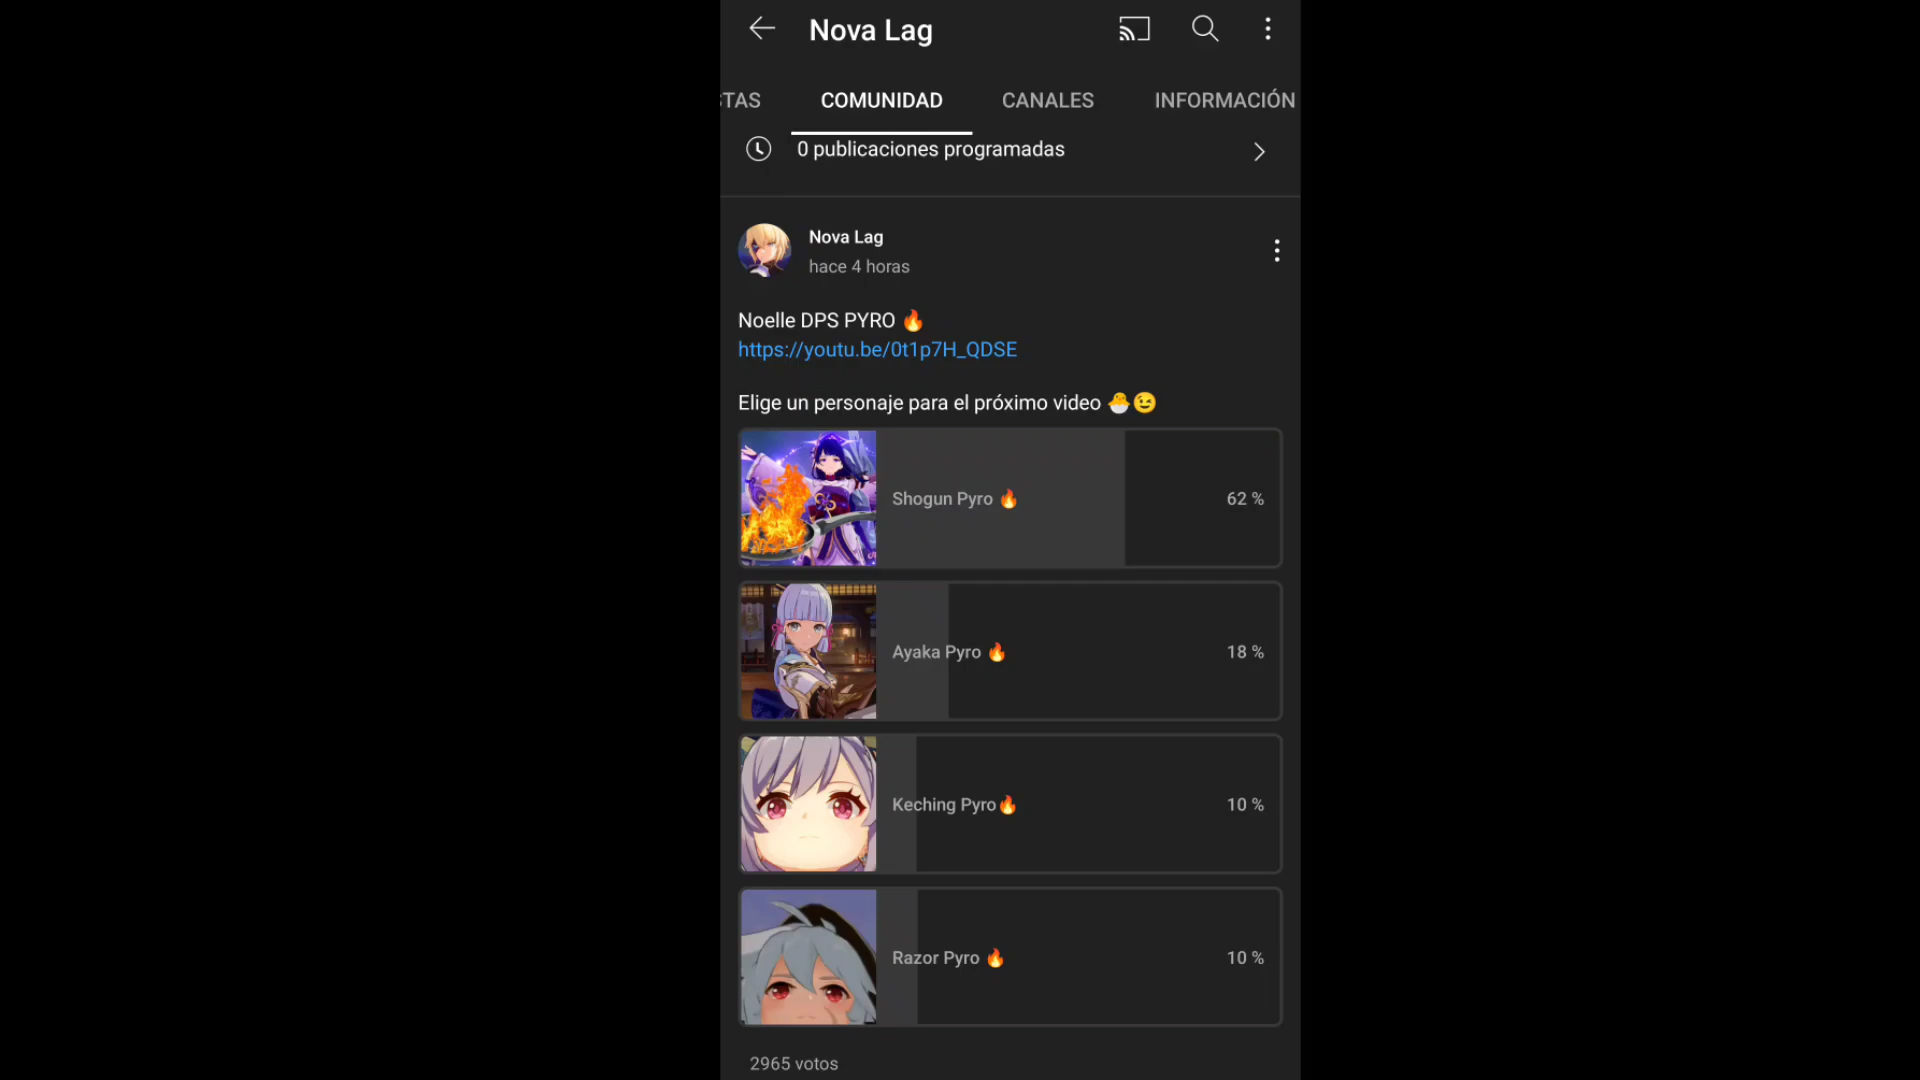 Nova Lag
STAS COMUNIDAD CANALES INFORMACIÓN
0 publicaciones programadas
Nova Lag
hace 4 horas
Noelle DPS PYRO 🔥
https://youtu.be/0t1p7H_QDSE
Elige un personaje para el próximo video 🐣😉
Shogun Pyro 🔥 62 %
Ayaka Pyro 🔥 18 %
Keching Pyro🔥 10 %
Razor Pyro 🔥 10 %
2965 votos